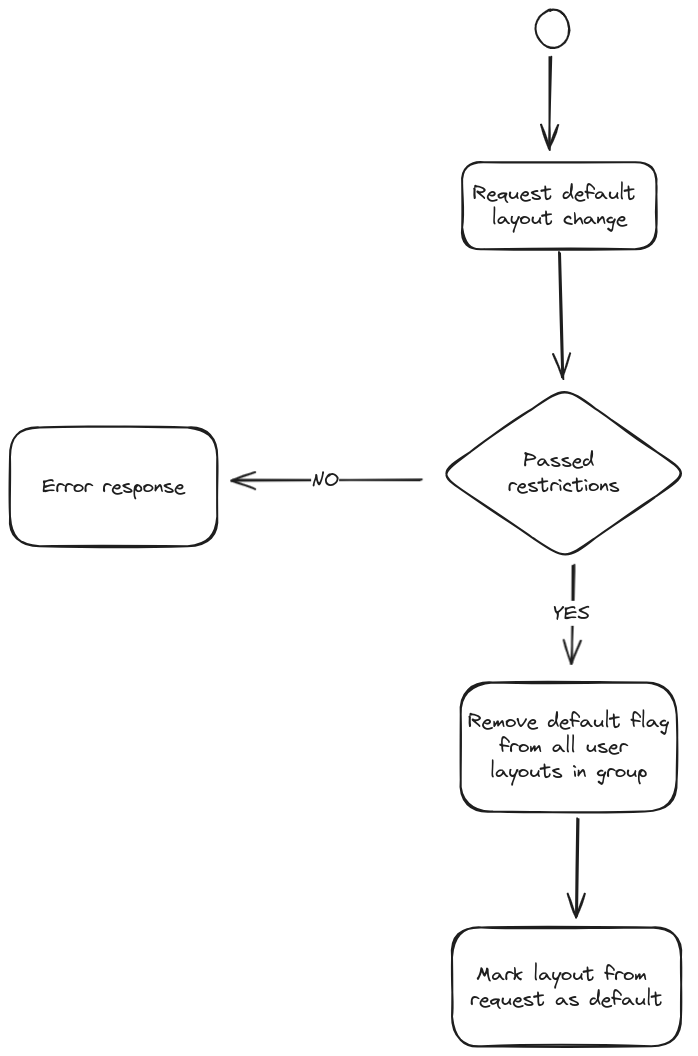 Request default
layout change
Passed
restrictions
NO
Error response
YES
Remove default flag
from all user
layouts in group
Mark layout from
request as default